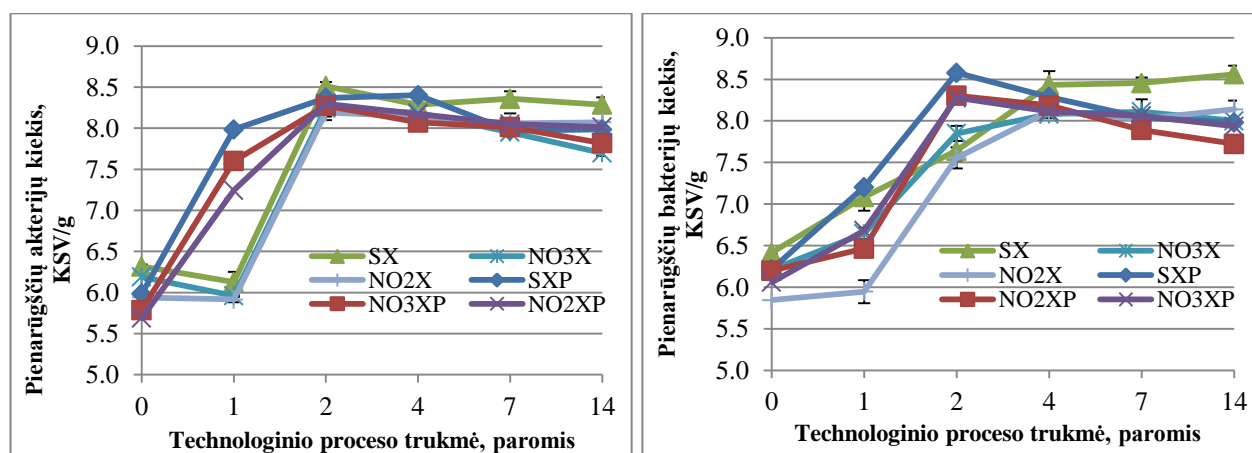 9.0
8.5
8.0
7.5
7.0
6.5
6.0
5.5
5.0
Pienarūgščių akterijų kiekis,
KSV/g
SX NO3X
NO2X SXP
NO3XP NO2XP
0 1 2 4 7 14
Technologinio proceso trukmė, paromis
9.0
8.5
8.0
7.5
7.0
6.5
6.0
5.5
5.0
Pienarūgščių bakterijų kiekis,
KSV/g
SX NO3X
NO2X SXP
NO2XP NO3XP
0 1 2 4 7 14
Technologinio proceso trukmė, paromis